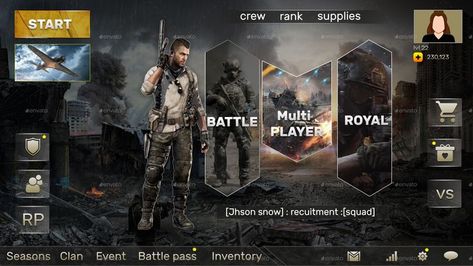 START
crew rank supplies
lvl 22
230,123
BATTLE
Multi
PLAYER
ROYAL
RP
VS
[Jhson snow] : recuitment :[squad]
Seasons Clan Event Battle pass Inventory
envato